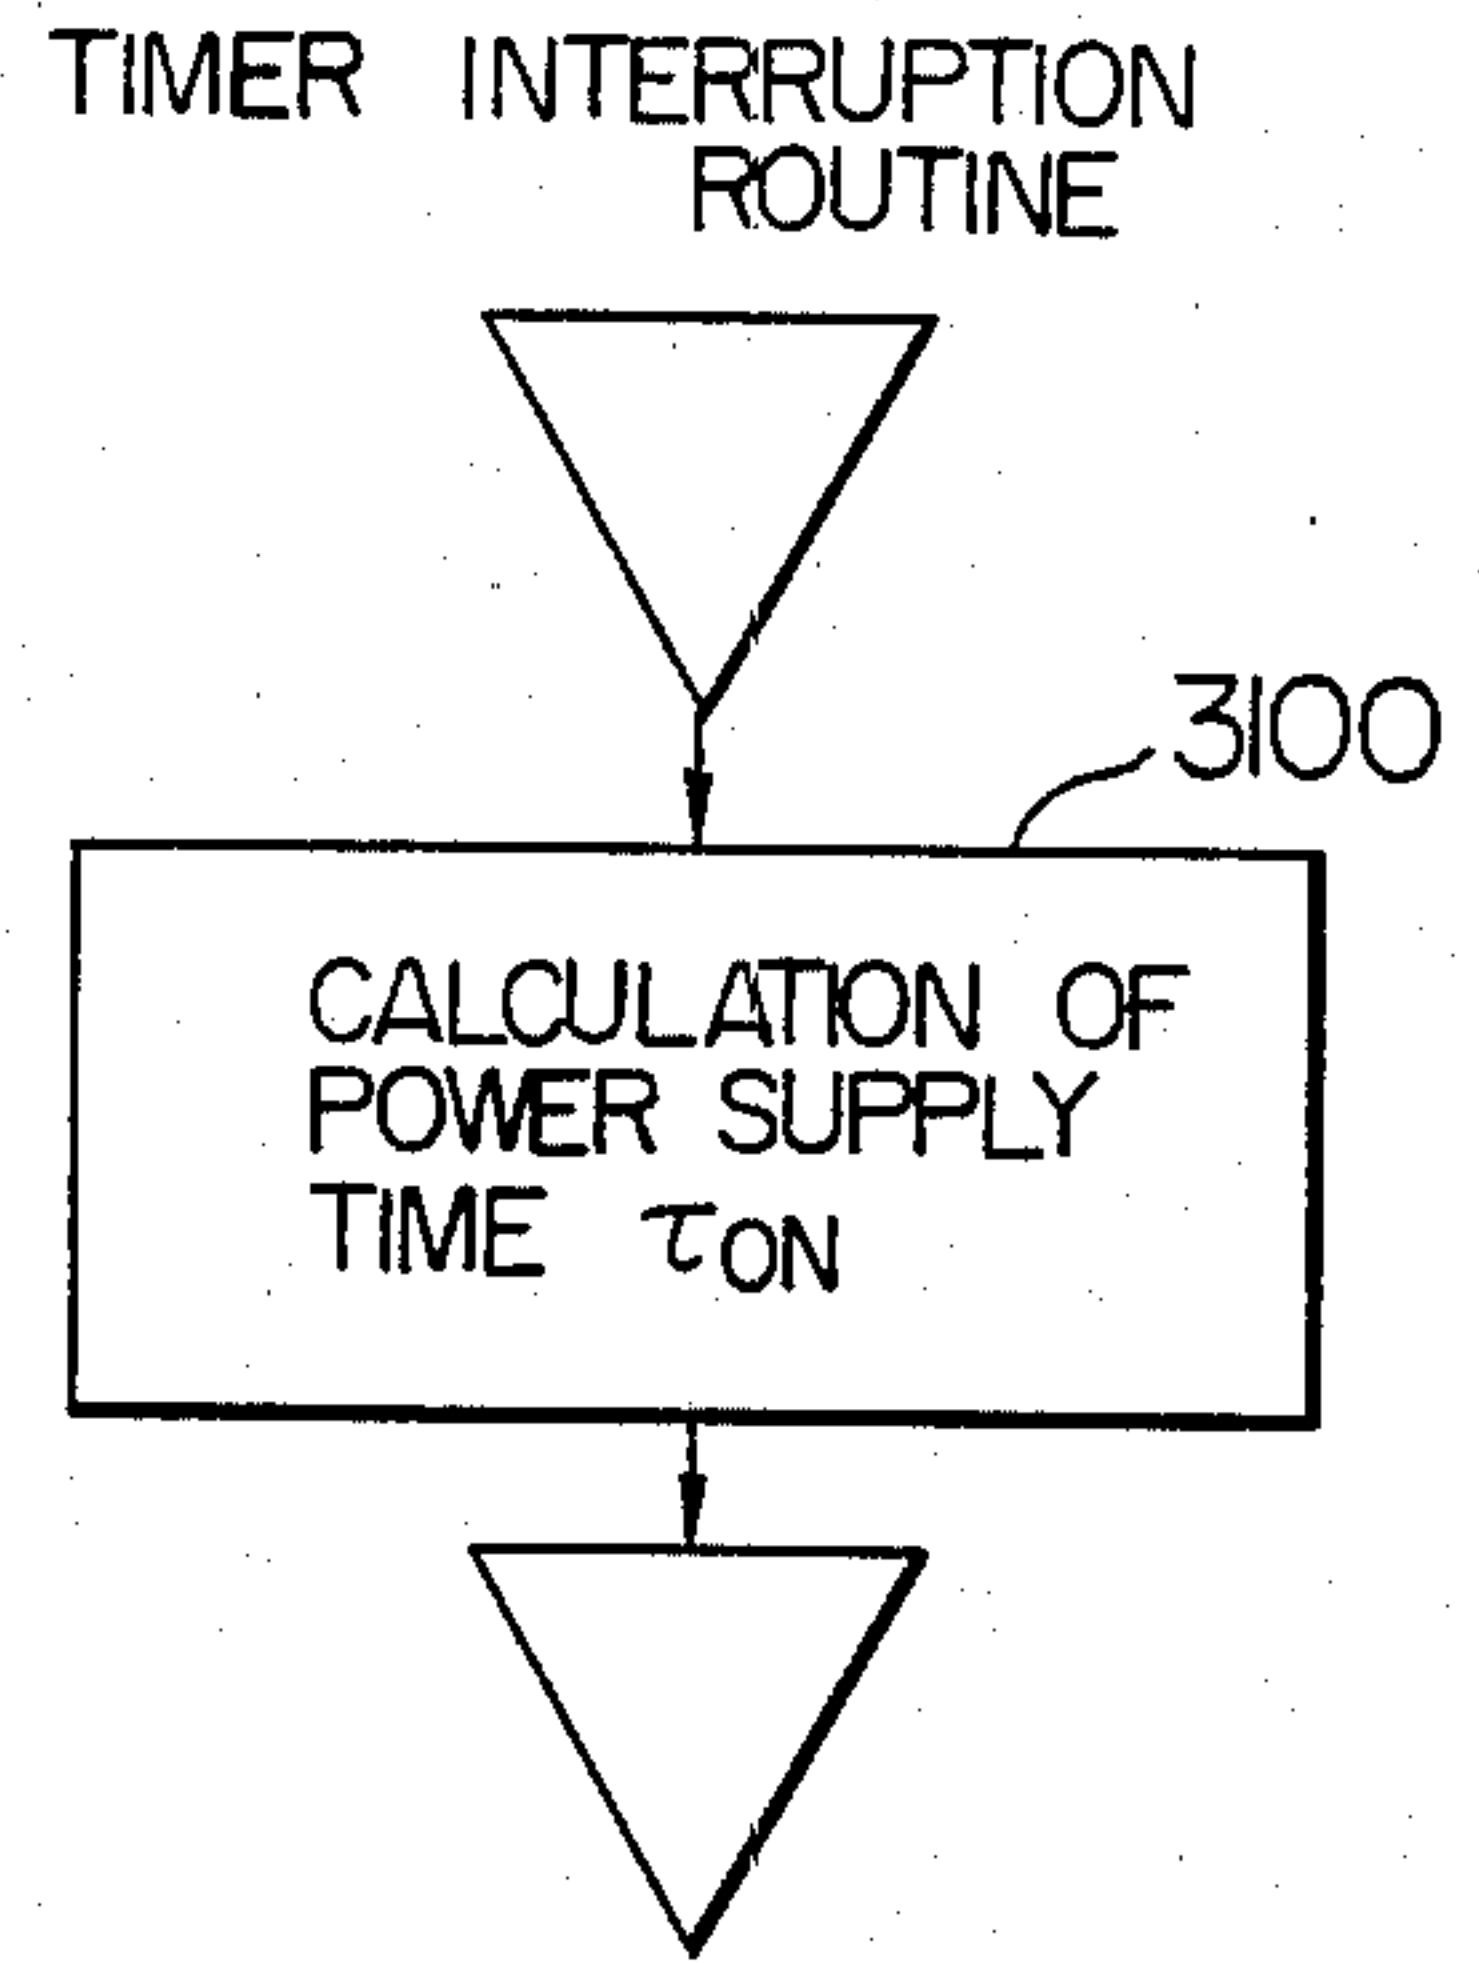 TIMER INTERRUPTION
ROUTINE
3100
CALCULATION OF
POWER SUPPLY
TIME τON